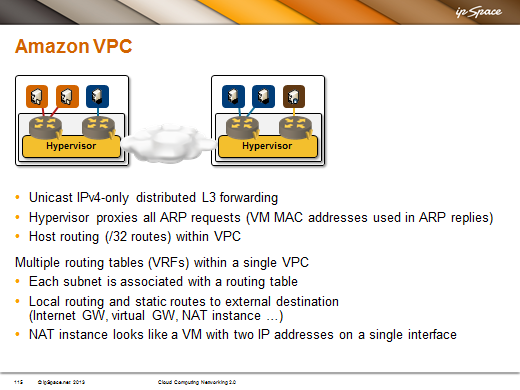 ipSpace
Amazon VPC
Hypervisor
Hypervisor
Unicast IPv4-only distributed L3 forwarding
Hypervisor proxies all ARP requests (VM MAC addresses used in ARP replies)
Host routing (/32 routes) within VPC
Multiple routing tables (VRFs) within a single VPC
Each subnet is associated with a routing table
Local routing and static routes to external destination
(Internet GW, virtual GW, NAT instance ...)
NAT instance looks like a VM with two IP addresses on a single interface
115 © ipSpace.net 2013 Cloud Computing Networking 2.0